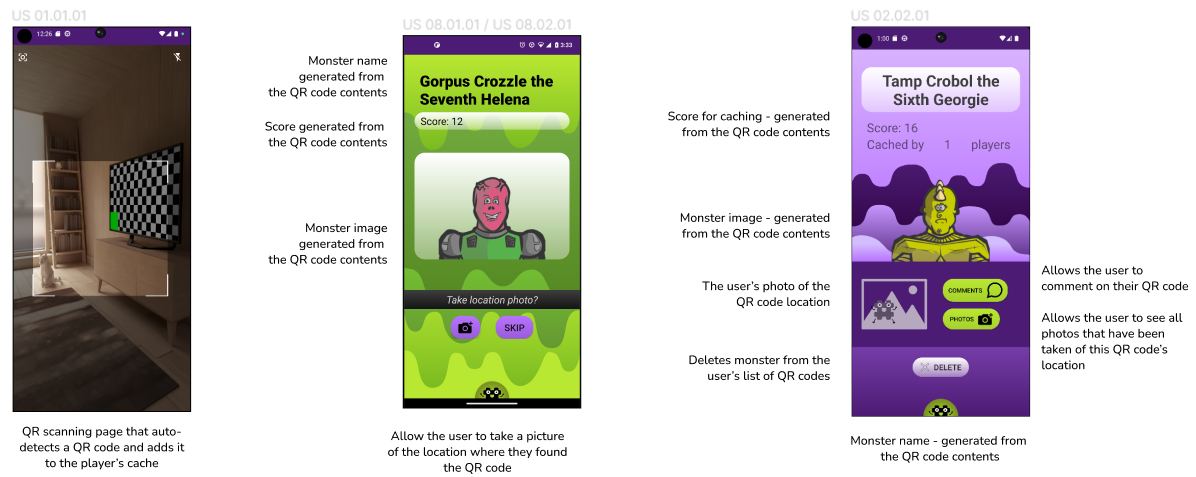 US 01.01.01
12:26
QR scanning page that auto-
detects a QR code and adds it
to the player's cache
US 08.01.01 / US 08.02.01
3:33
Monster name
generated from
the QR code contents
Gorpus Crozzle the
Seventh Helena
Score generated from
the QR code contents
Score: 12
Monster image
generated from
the QR code contents
Take location photo?
SKIP
Allow the user to take a picture
of the location where they found
the QR code
US 02.02.01
1:00
Tamp Crobol the
Sixth Georgie
Score for caching - generated
from the QR code contents
Score: 16
Cached by 1 players
Monster image - generated
from the QR code contents
The user's photo of the
QR code location
COMMENTS
PHOTOS
Allows the user to
comment on their QR code
Allows the user to see all
photos that have been
taken of this QR code's
location
Deletes monster from the
user's list of QR codes
DELETE
Monster name - generated from
the QR code contents